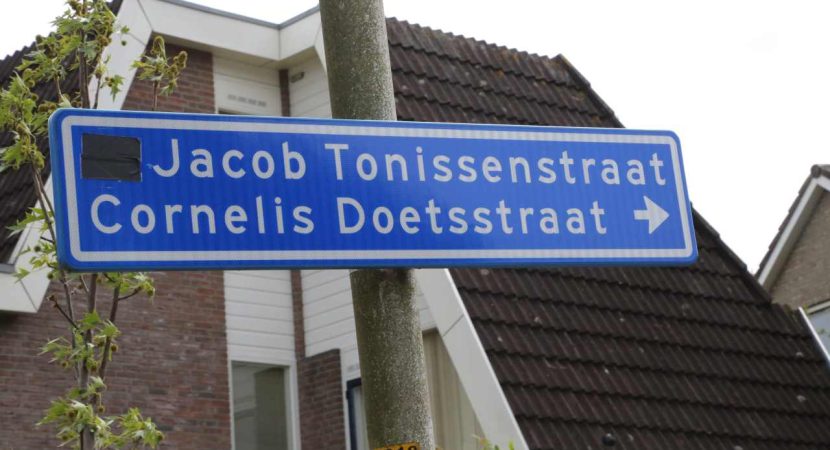 Jacob Tonissenstraat
Cornelis Doetsstraat